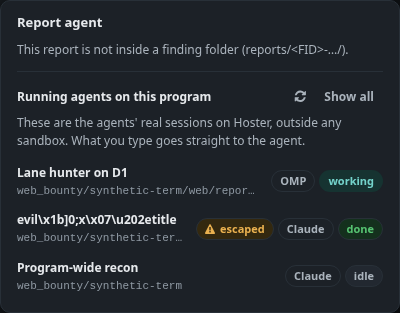 Report agent
This report is not inside a finding folder (reports/<FID>-…/).
Running agents on this program
Show all
These are the agents' real sessions on Hoster, outside any
sandbox. What you type goes straight to the agent.
Lane hunter on D1
web_bounty/synthetic-term/web/repor…
OMP
working
evil\x1b]0;x\x07\u202etitle
web_bounty/synthetic-ter…
escaped
Claude
done
Program-wide recon
web_bounty/synthetic-term
Claude
idle